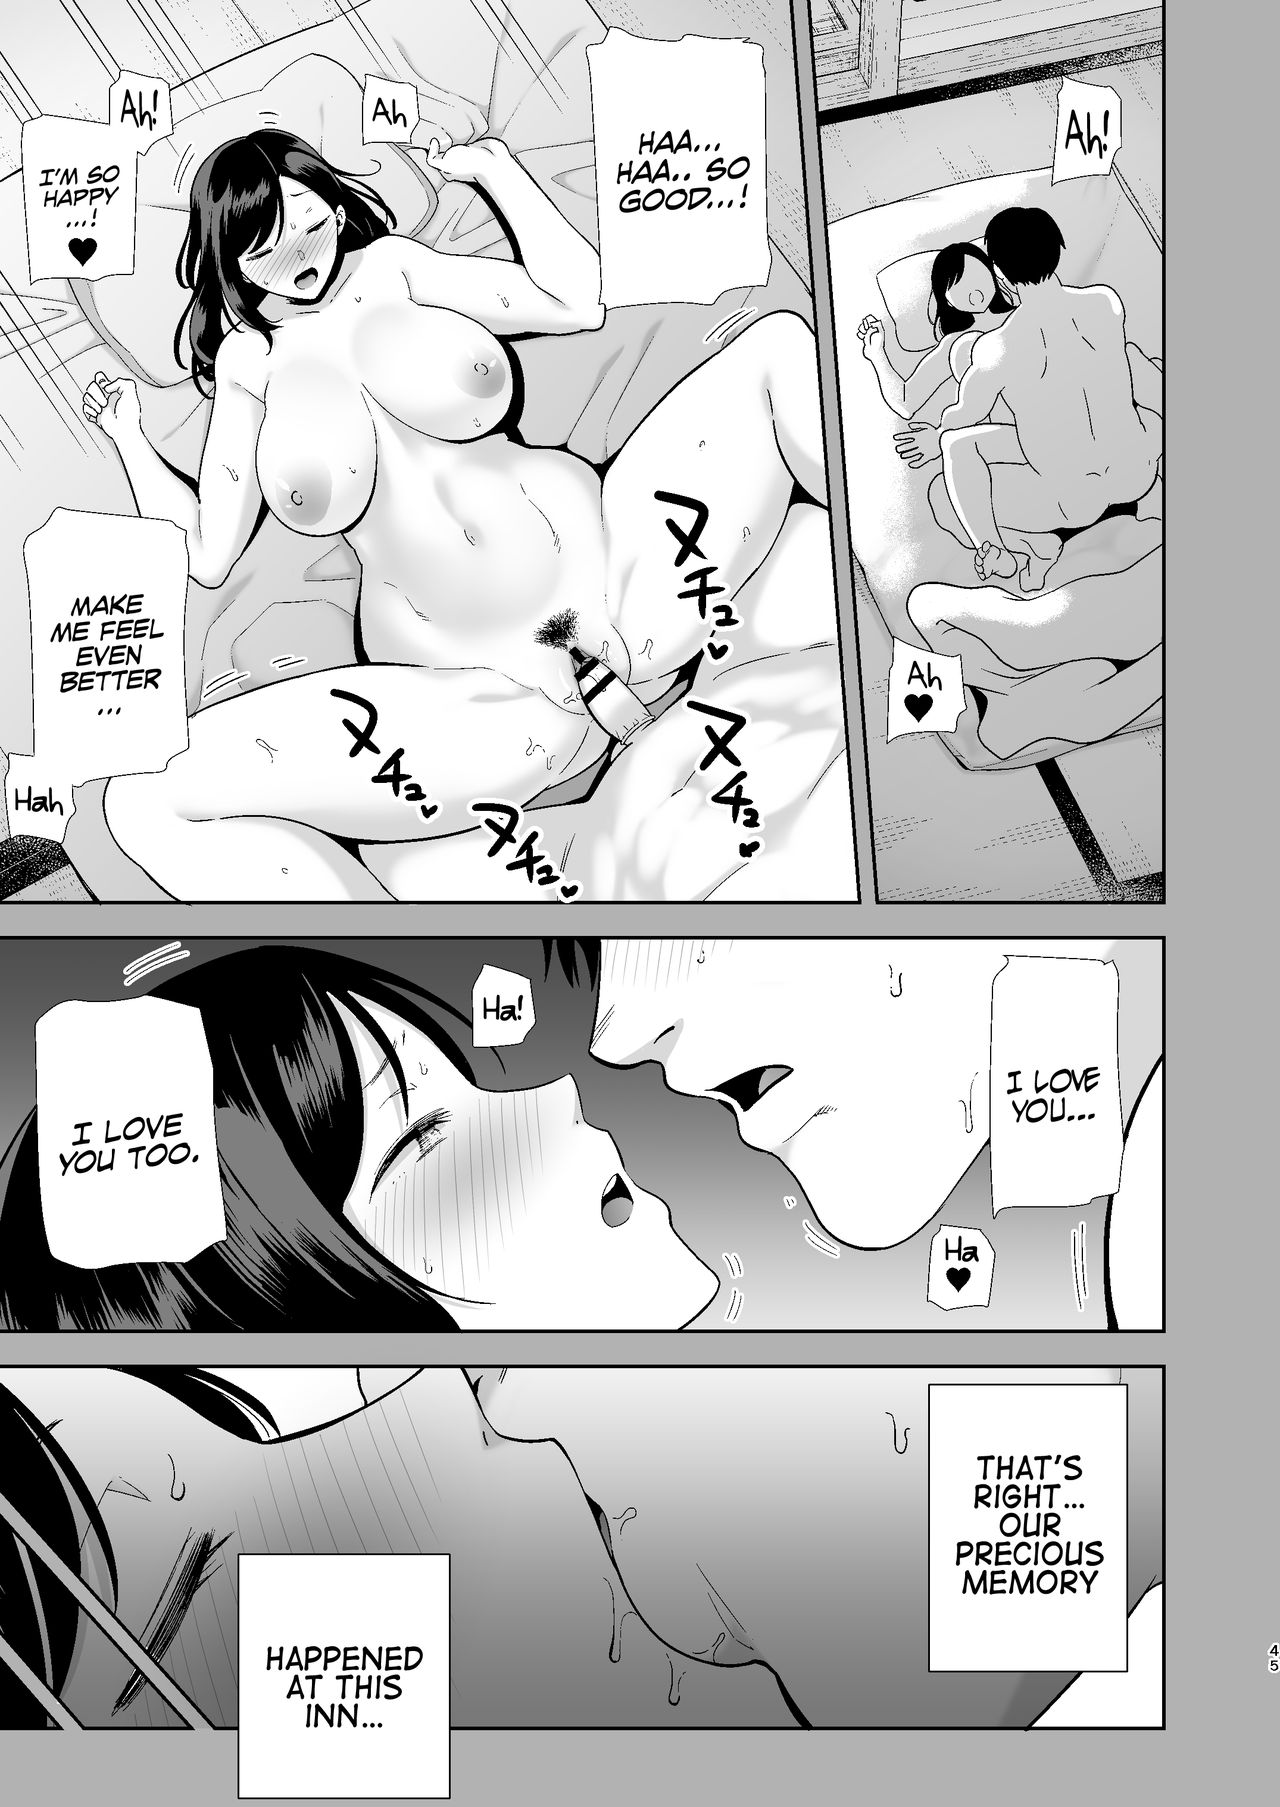 Ah!
Ah
♥
HAA...
HAA.. SO
GOOD...!
Ah
Ah!
I'M SO
HAPPY
...!
♥
MAKE
ME FEEL
EVEN
BETTER
...
Hah
ヌチュ♥
ヌチュ♥
ヌチュ♥
ヌチュ♥
I LOVE
YOU...
Ha
♥
Ha!
I LOVE
YOU TOO.
THAT'S
RIGHT...
OUR
PRECIOUS
MEMORY
HAPPENED
AT THIS
INN...
45